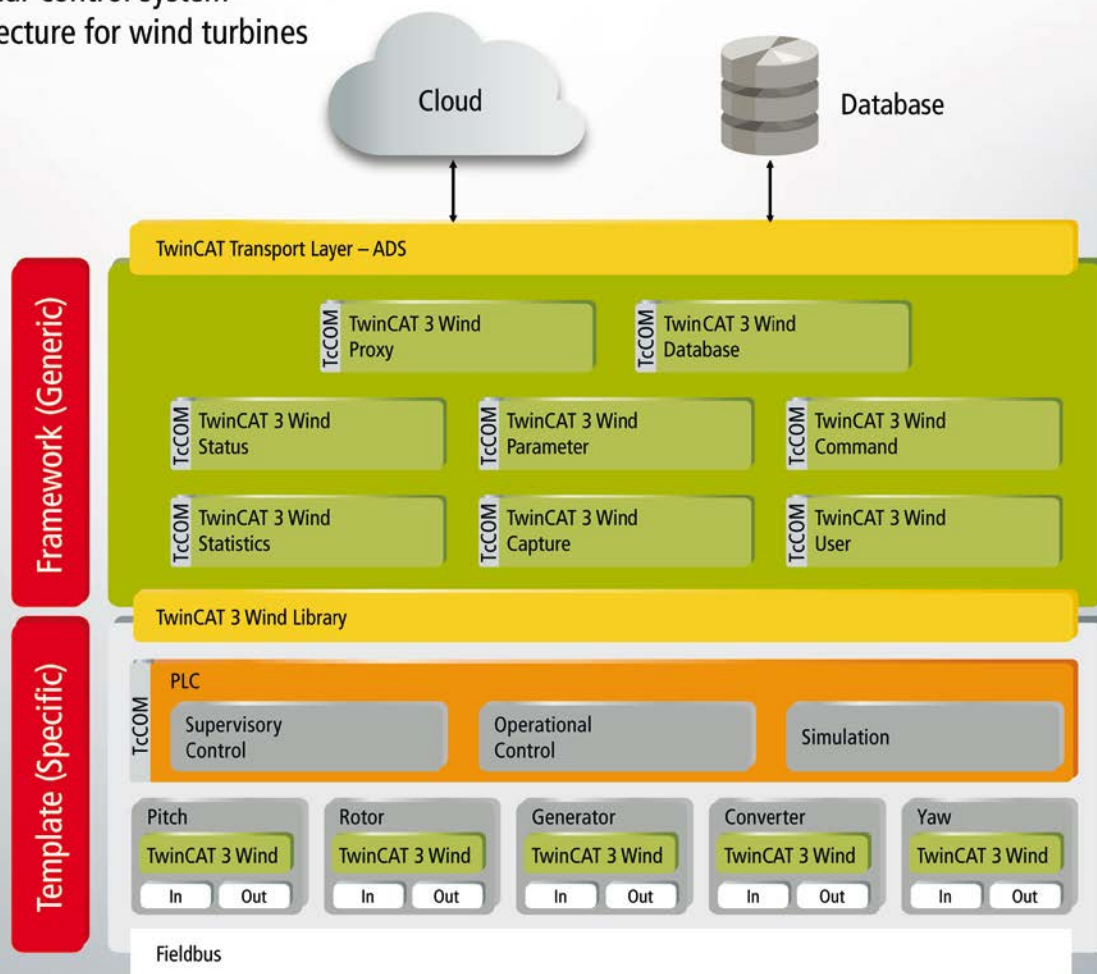 control system
ecture for wind turbines
Cloud
Database
TwinCAT Transport Layer – ADS
Framework (Generic)
TcCOM
TwinCAT 3 Wind
Proxy
TcCOM
TwinCAT 3 Wind
Database
TcCOM
TwinCAT 3 Wind
Status
TcCOM
TwinCAT 3 Wind
Parameter
TcCOM
TwinCAT 3 Wind
Command
TcCOM
TwinCAT 3 Wind
Statistics
TcCOM
TwinCAT 3 Wind
Capture
TcCOM
TwinCAT 3 Wind
User
TwinCAT 3 Wind Library
Template (Specific)
TcCOM
PLC
Supervisory
Control
Operational
Control
Simulation
Pitch
TwinCAT 3 Wind
In
Out
Rotor
TwinCAT 3 Wind
In
Out
Generator
TwinCAT 3 Wind
In
Out
Converter
TwinCAT 3 Wind
In
Out
Yaw
TwinCAT 3 Wind
In
Out
Fieldbus